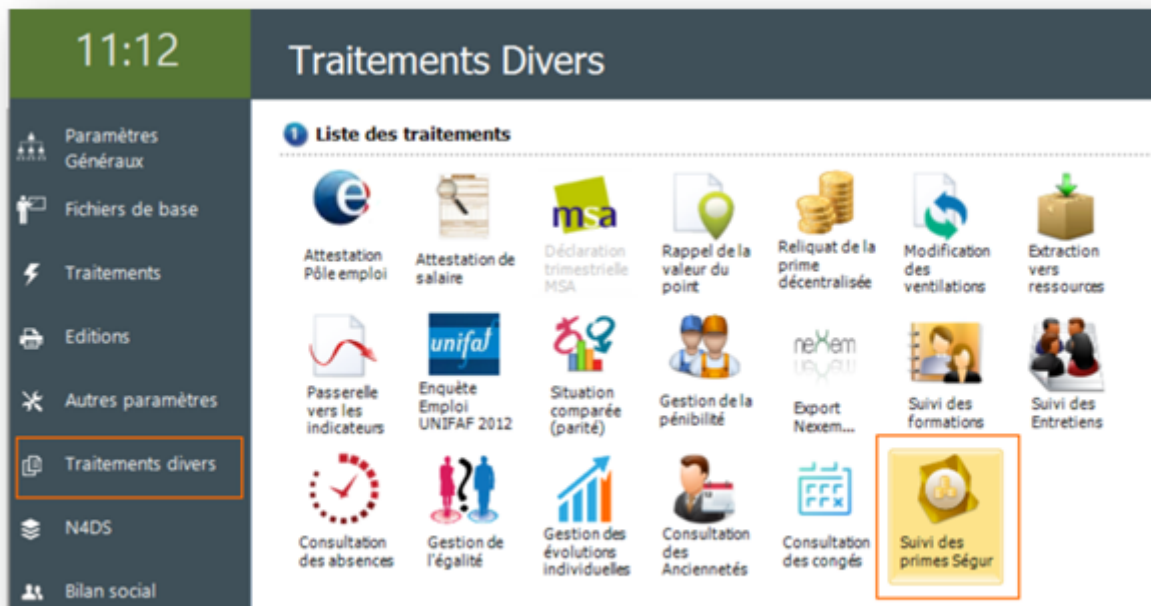 11:12
Traitements Divers
Paramètres
Généraux
Fichiers de base
Traitements
Editions
Autres paramètres
Traitements divers
N4DS
Bilan social
1 Liste des traitements
Attestation
Pôle emploi
Attestation de
salaire
msa
Déclaration
trimestrielle
MSA
Rappel de la
valeur du
point
Reliquat de la
prime
décentralisée
Modification
des
ventilations
Extraction
vers
ressources
Passerelle
vers les
indicateurs
unifaf
Enquête
Emploi
UNIFAF 2012
Situation
comparée
(parité)
Gestion de la
pénibilité
neXem
Export
Nexem...
Suivi des
formations
Suivi des
Entretiens
Consultation
des absences
Gestion de
l'égalité
Gestion des
évolutions
individuelles
Consultation
des
Anciennetés
Consultation
des congés
Suivi des
primes Ségur